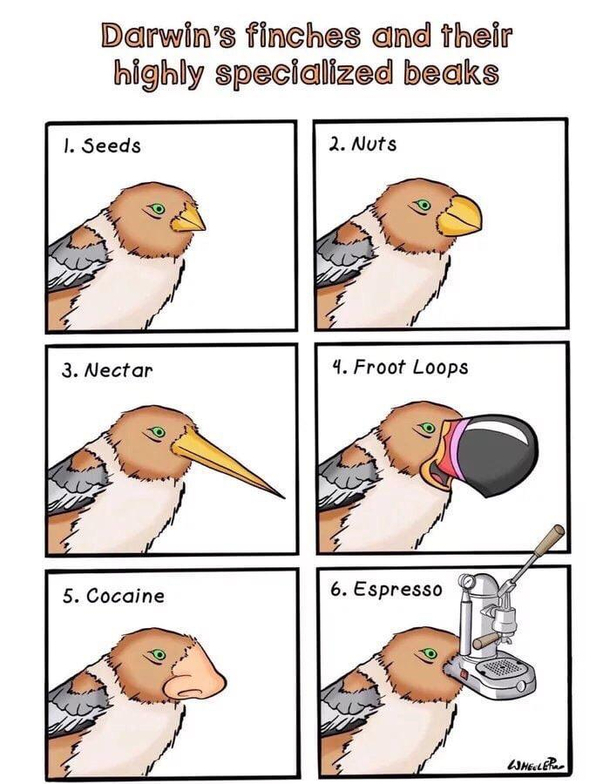 Darwin's finches and their
highly specialized beaks
1. Seeds
2. Nuts
3. Nectar
4. Froot Loops
5. Cocaine
6. Espresso